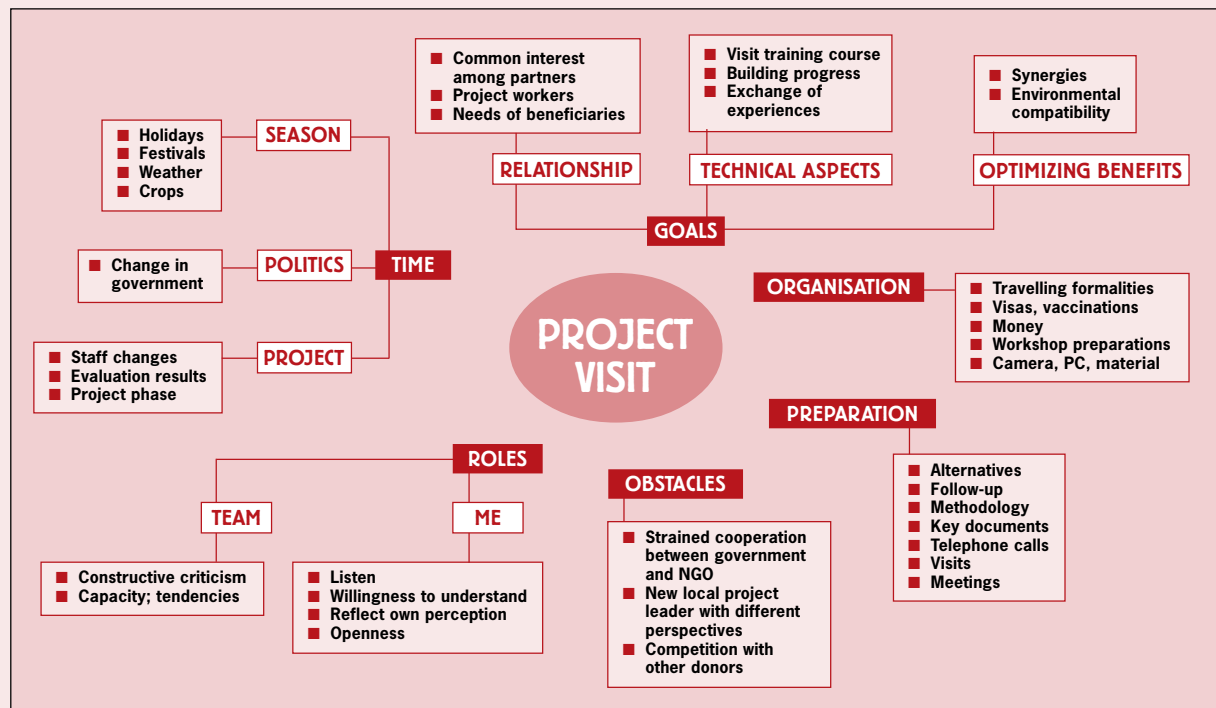 PROJECT
VISIT
GOALS
RELATIONSHIP
■ Common interest
among partners
■ Project workers
■ Needs of beneficiaries
TECHNICAL ASPECTS
■ Visit training course
■ Building progress
■ Exchange of
experiences
OPTIMIZING BENEFITS
■ Synergies
■ Environmental
compatibility
TIME
SEASON
■ Holidays
■ Festivals
■ Weather
■ Crops
POLITICS
■ Change in
government
PROJECT
■ Staff changes
■ Evaluation results
■ Project phase
ORGANISATION
■ Travelling formalities
■ Visas, vaccinations
■ Money
■ Workshop preparations
■ Camera, PC, material
PREPARATION
■ Alternatives
■ Follow-up
■ Methodology
■ Key documents
■ Telephone calls
■ Visits
■ Meetings
ROLES
TEAM
■ Constructive criticism
■ Capacity; tendencies
ME
■ Listen
■ Willingness to understand
■ Reflect own perception
■ Openness
OBSTACLES
■ Strained cooperation
between government
and NGO
■ New local project
leader with different
perspectives
■ Competition with
other donors